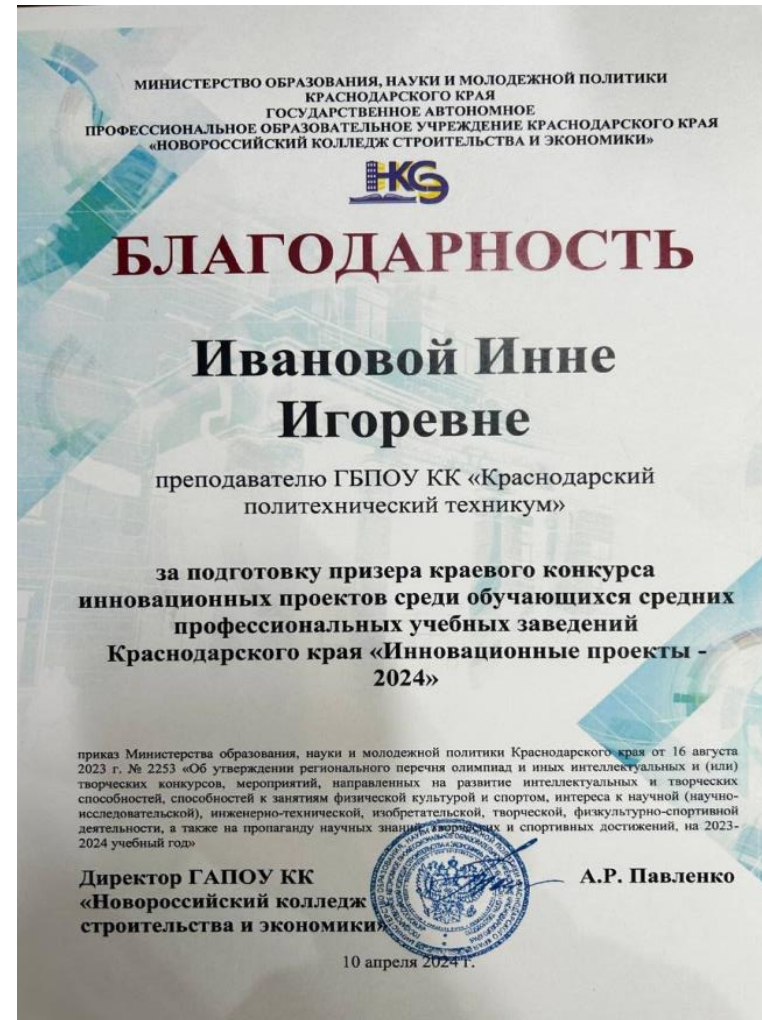 МИНИСТЕРСТВО ОБРАЗОВАНИЯ, НАУКИ И МОЛОДЕЖНОЙ ПОЛИТИКИ
КРАСНОДАРСКОГО КРАЯ
ГОСУДАРСТВЕННОЕ АВТОНОМНОЕ
ПРОФЕССИОНАЛЬНОЕ ОБРАЗОВАТЕЛЬНОЕ УЧРЕЖДЕНИЕ КРАСНОДАРСКОГО КРАЯ
«НОВОРОССИЙСКИЙ КОЛЛЕДЖ СТРОИТЕЛЬСТВА И ЭКОНОМИКИ»
НКСЭ
БЛАГОДАРНОСТЬ
Ивановой Инне
Игоревне
преподавателю ГБПОУ КК «Краснодарский
политехнический техникум»
за подготовку призера краевого конкурса
инновационных проектов среди обучающихся средних
профессиональных учебных заведений
Краснодарского края «Инновационные проекты -
2024»
приказ Министерства образования, науки и молодежной политики Краснодарского края от 16 августа
2023 г. № 2253 «Об утверждении регионального перечня олимпиад и иных интеллектуальных и (или)
творческих конкурсов, мероприятий, направленных на развитие интеллектуальных и творческих
способностей, способностей к занятиям физической культурой и спортом, интереса к научной (научно-
исследовательской), инженерно-технической, изобретательской, творческой, физкультурно-спортивной
деятельности, а также на пропаганду научных знаний, творческих и спортивных достижений, на 2023-
2024 учебный год»
Директор ГАПОУ КК
«Новороссийский колледж
строительства и экономики»
А.Р. Павленко
10 апреля 2024 г.